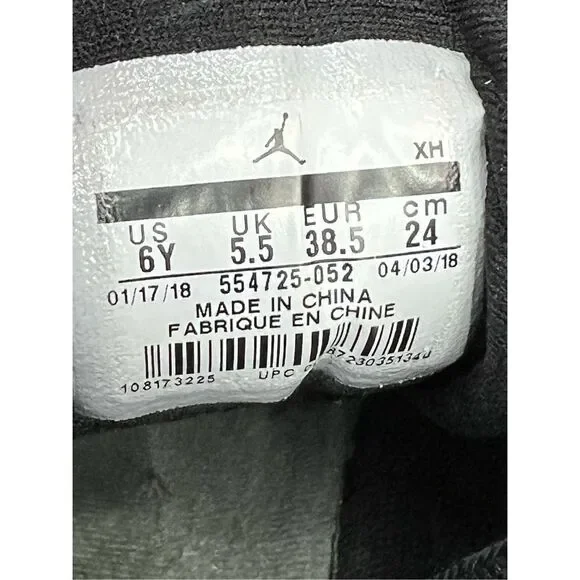 XH
US UK EUR cm
6Y 5.5 38.5 24
01/17/18 554725-052 04/03/18
MADE IN CHINA
FABRIQUE EN CHINE
108173225 UPC